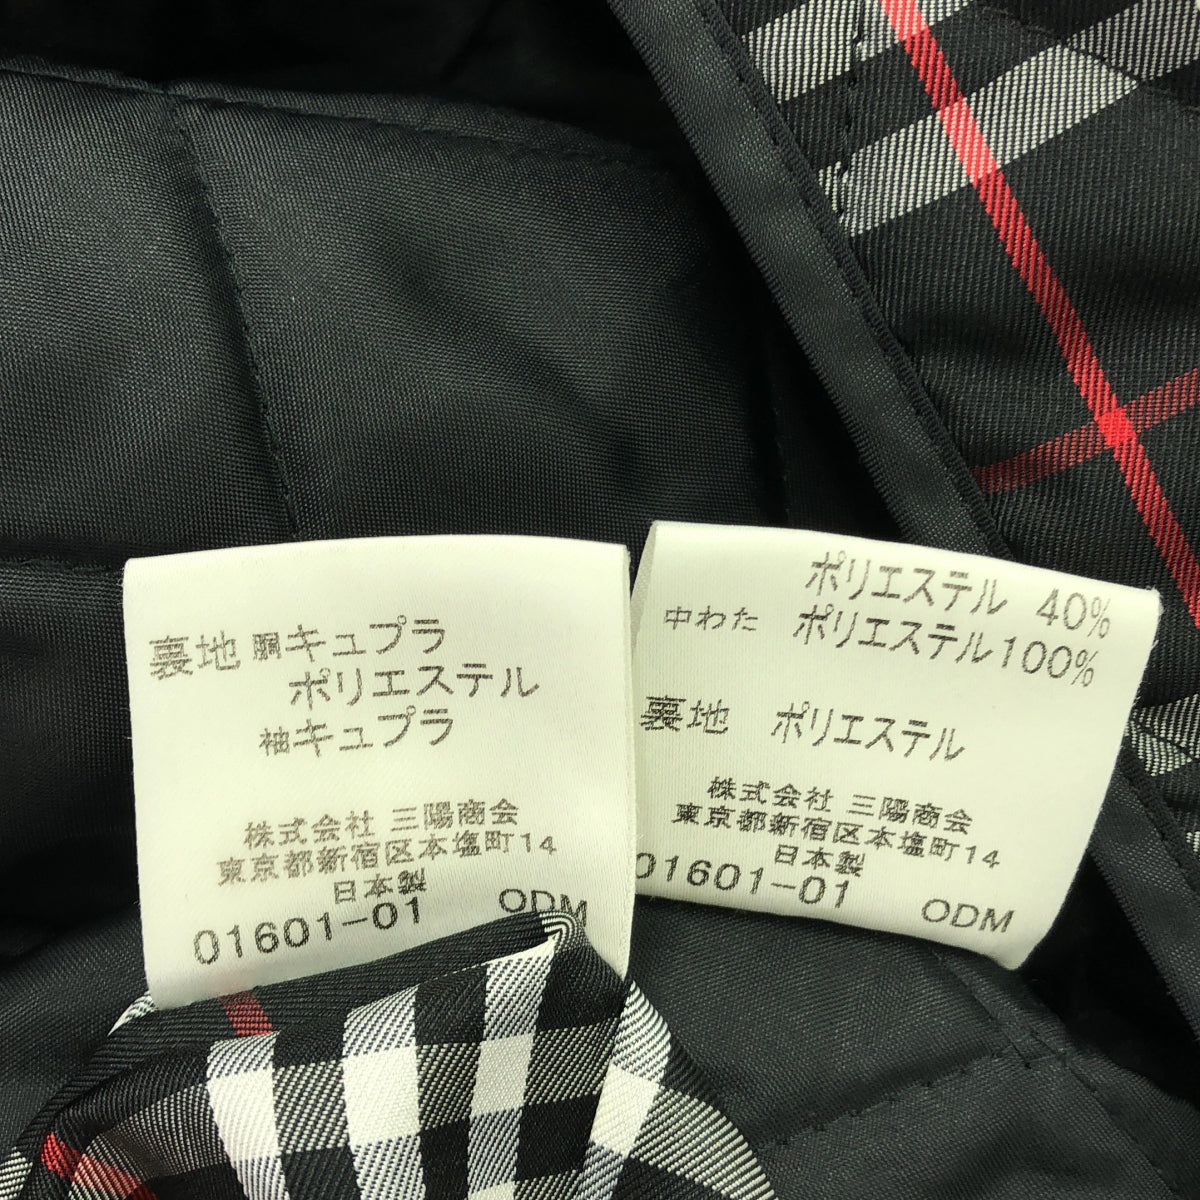 裏地 胴キュプラ
ポリエステル
袖キュプラ
株式会社 三陽商会
東京都新宿区本塩町14
日本製
01601-01 ODM
ポリエステル 40%
中わた ポリエステル100%
裏地 ポリエステル
株式会社 三陽商会
東京都新宿区本塩町14
日本製
01601-01 ODM